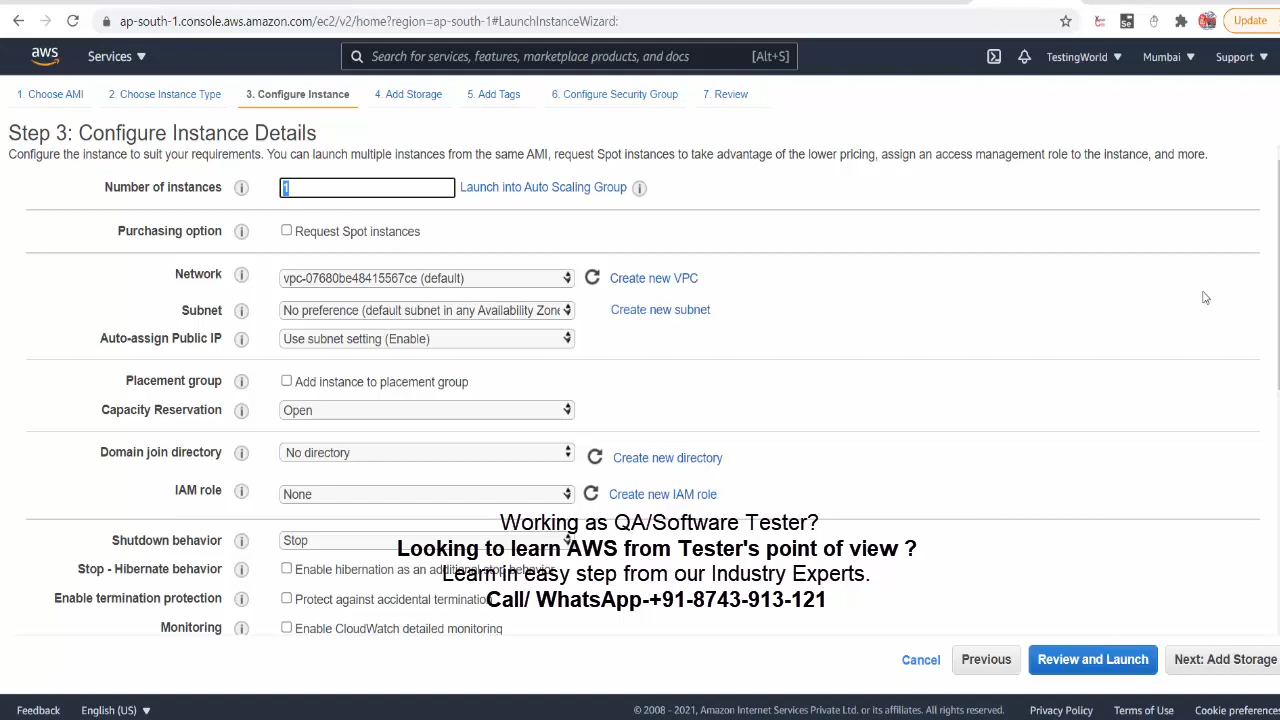 ap-south-1.console.aws.amazon.com/ec2/v2/home?region=ap-south-1#LaunchInstanceWizard:
Update
aws
Services
Search for services, features, marketplace products, and docs
[Alt+S]
TestingWorld
Mumbai
Support
1. Choose AMI
2. Choose Instance Type
3. Configure Instance
4. Add Storage
5. Add Tags
6. Configure Security Group
7. Review
Step 3: Configure Instance Details
Configure the instance to suit your requirements. You can launch multiple instances from the same AMI, request Spot instances to take advantage of the lower pricing, assign an access management role to the instance, and more.
Number of instances
1
Launch into Auto Scaling Group
Purchasing option
Request Spot instances
Network
vpc-07680be48415567ce (default)
Create new VPC
Subnet
No preference (default subnet in any Availability Zone
Create new subnet
Auto-assign Public IP
Use subnet setting (Enable)
Placement group
Add instance to placement group
Capacity Reservation
Open
Domain join directory
No directory
Create new directory
IAM role
None
Create new IAM role
Shutdown behavior
Stop
Stop - Hibernate behavior
Enable hibernation as an additional stop behavior
Enable termination protection
Protect against accidental termination
Monitoring
Enable CloudWatch detailed monitoring
Working as QA/Software Tester?
Looking to learn AWS from Tester's point of view ?
Learn in easy step from our Industry Experts.
Call/ WhatsApp-+91-8743-913-121
Cancel
Previous
Review and Launch
Next: Add Storage
Feedback
English (US)
© 2008 - 2021, Amazon Internet Services Private Ltd. or its affiliates. All rights reserved.
Privacy Policy
Terms of Use
Cookie preferences